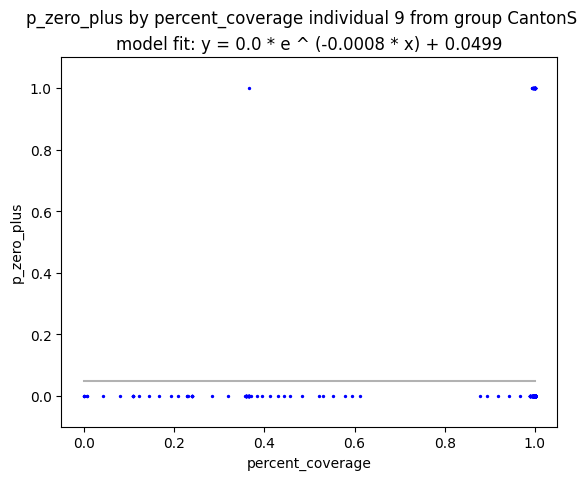 p_zero_plus by percent_coverage individual 9 from group CantonS
model fit: y = 0.0 * e ^ (-0.0008 * x) + 0.0499
1.0
0.8
0.6
0.4
0.2
0.0
p_zero_plus
0.0 0.2 0.4 0.6 0.8 1.0
percent_coverage